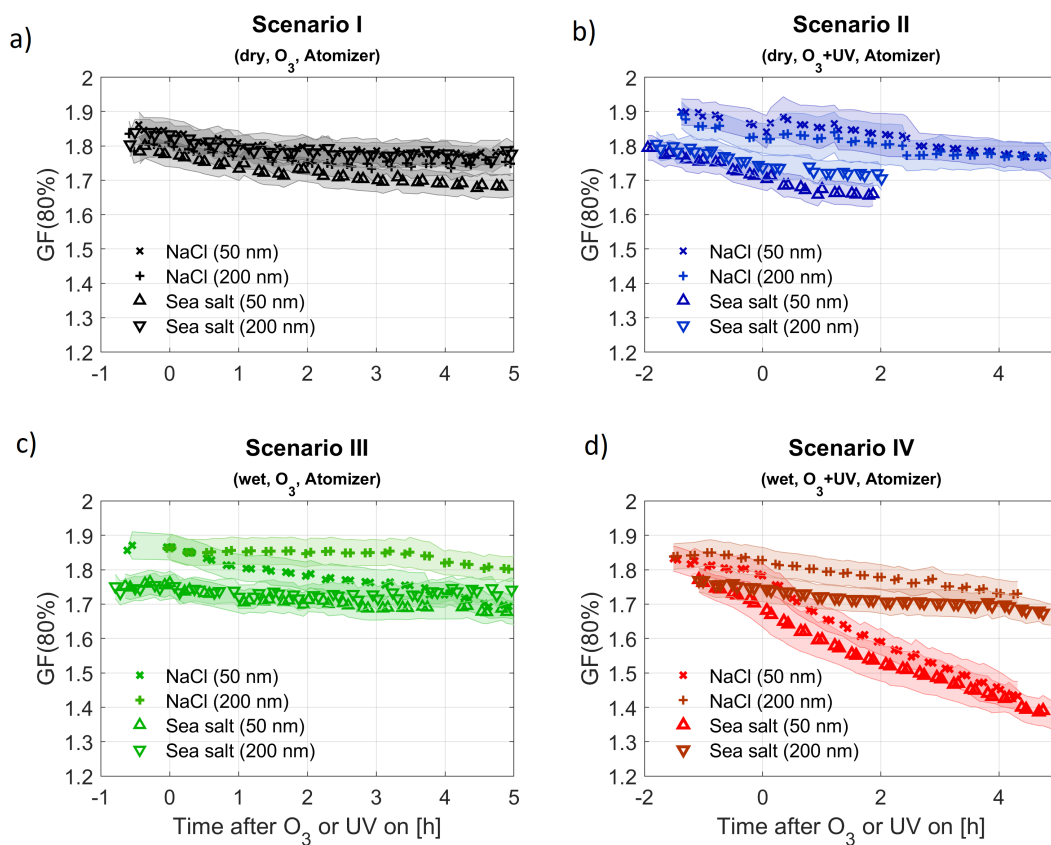 a)
Scenario I
(dry, O3, Atomizer)
2
1.9
1.8
1.7
1.6
1.5
1.4
1.3
1.2
GF(80%)
NaCl (50 nm)
NaCl (200 nm)
Sea salt (50 nm)
Sea salt (200 nm)
-1 0 1 2 3 4 5
b)
Scenario II
(dry, O3+UV, Atomizer)
2
1.9
1.8
1.7
1.6
1.5
1.4
1.3
1.2
GF(80%)
NaCl (50 nm)
NaCl (200 nm)
Sea salt (50 nm)
Sea salt (200 nm)
-2 0 2 4
c)
Scenario III
(wet, O3, Atomizer)
2
1.9
1.8
1.7
1.6
1.5
1.4
1.3
1.2
GF(80%)
NaCl (50 nm)
NaCl (200 nm)
Sea salt (50 nm)
Sea salt (200 nm)
-1 0 1 2 3 4 5
Time after O3 or UV on [h]
d)
Scenario IV
(wet, O3+UV, Atomizer)
2
1.9
1.8
1.7
1.6
1.5
1.4
1.3
1.2
GF(80%)
NaCl (50 nm)
NaCl (200 nm)
Sea salt (50 nm)
Sea salt (200 nm)
-2 0 2 4
Time after O3 or UV on [h]